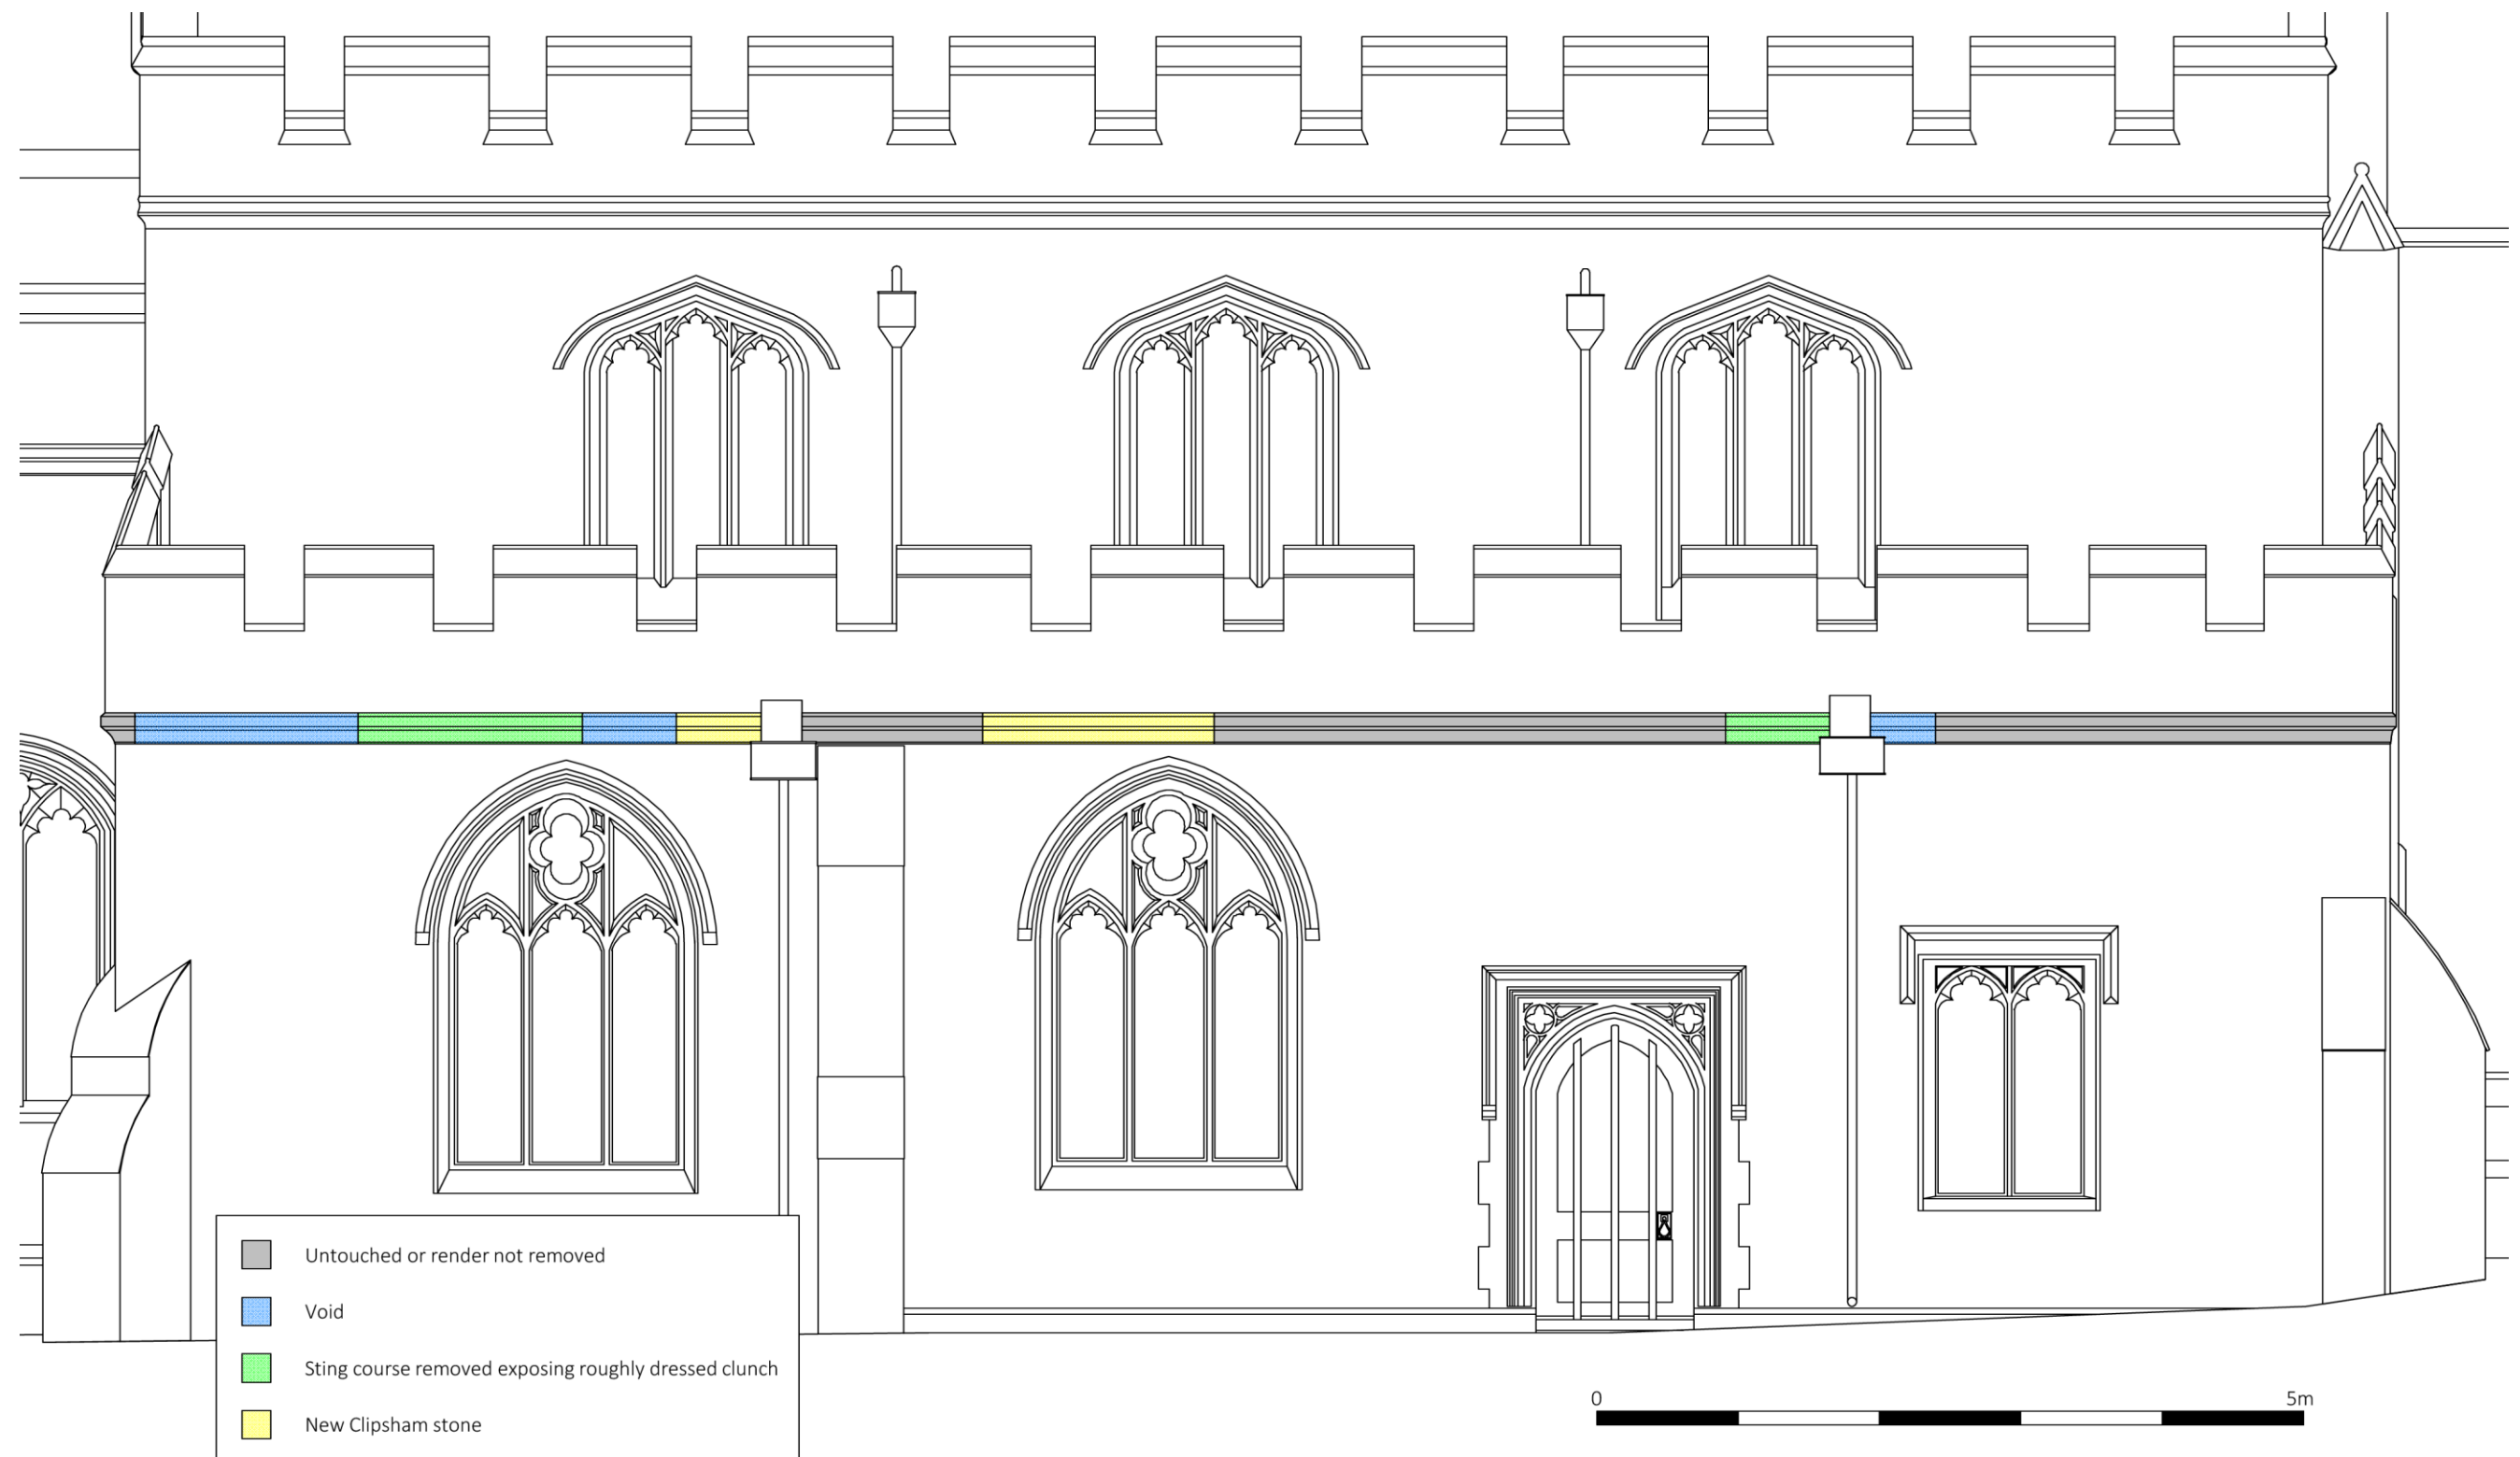 Untouched or render not removed
Void
Sting course removed exposing roughly dressed clunch
New Clipsham stone
0 5m